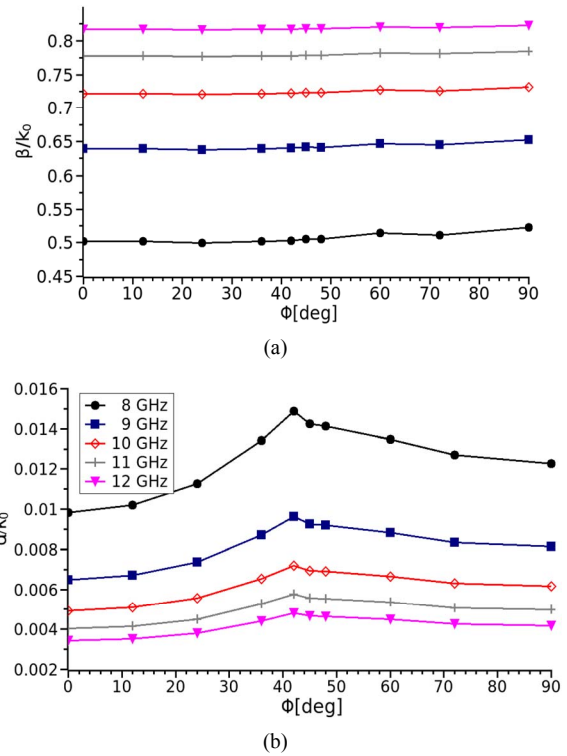 0.8
0.75
0.7
0.65
0.6
0.55
0.5
0.45
β/k₀
0 10 20 30 40 50 60 70 80 90
Φ[deg]
(a)
0.016
0.014
0.012
0.01
0.008
0.006
0.004
0.002
α/k₀
8 GHz
9 GHz
10 GHz
11 GHz
12 GHz
0 10 20 30 40 50 60 70 80 90
Φ[deg]
(b)